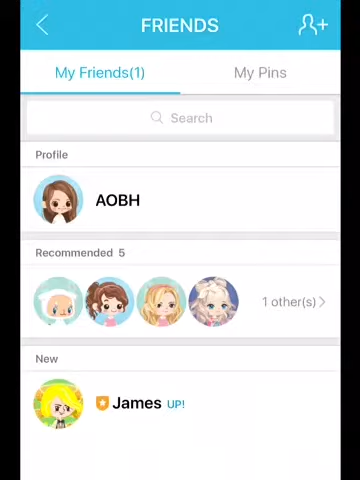 FRIENDS
My Friends(1)
My Pins
Search
Profile
AOBH
Recommended 5
1 other(s)
New
James UP!